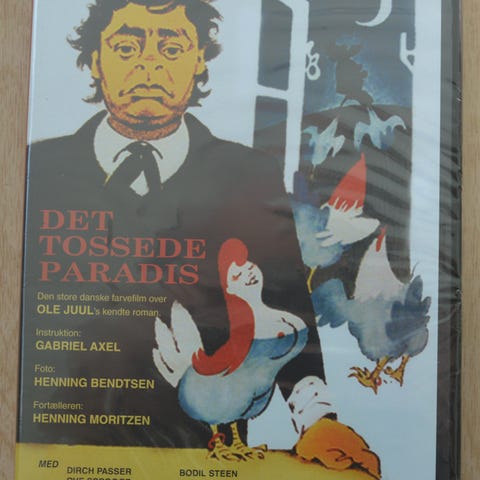 DET
TOSSEDE
PARADIS
Den store danske farvefilm over
OLE JUUL's kendte roman.
Instruktion:
GABRIEL AXEL
Foto:
HENNING BENDTSEN
Fortælleren:
HENNING MORITZEN
MED DIRCH PASSER BODIL STEEN